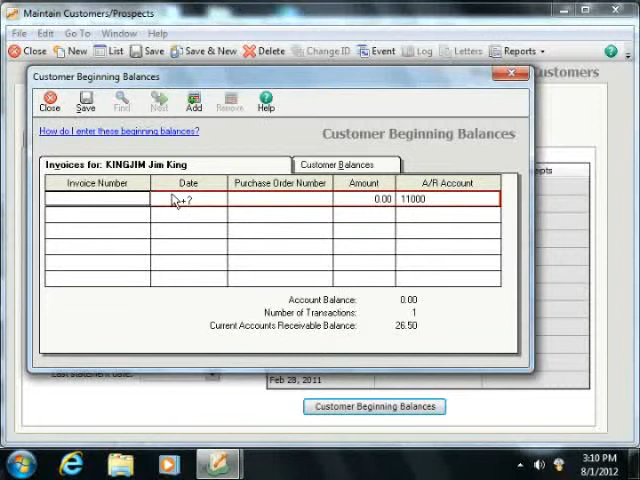 Maintain Customers/Prospects
File Edit Go To Window Help
Close New List Save Save & New Delete Change ID Event Log Letters Reports
Customers
Customer Beginning Balances
Close Save Find Next Add Remove Help
How do I enter these beginning balances?
Customer Beginning Balances
Invoices for: KINGJIM Jim King
Customer Balances
Invoice Number Date Purchase Order Number Amount A/R Account
0.00 11000
Account Balance: 0.00
Number of Transactions: 1
Current Accounts Receivable Balance: 26.50
Last statement date:
Feb 28, 2011
Customer Beginning Balances
3:10 PM
8/1/2012